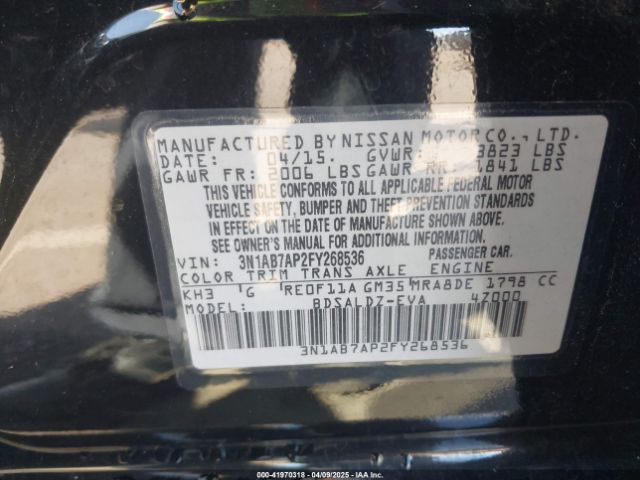 MANUFACTURED BY NISSAN MOTOR CO., LTD.
DATE: 04/15. GVWR: 3823 LBS
GAWR FR: 2006 LBS GAWR RR: 1841 LBS
THIS VEHICLE CONFORMS TO ALL APPLICABLE FEDERAL MOTOR
VEHICLE SAFETY, BUMPER AND THEFT PREVENTION STANDARDS
IN EFFECT ON THE DATE OF MANUFACTURE SHOWN ABOVE.
SEE OWNER'S MANUAL FOR ADDITIONAL INFORMATION.
VIN: 3N1AB7AP2FY268536 PASSENGER CAR.
COLOR TRIM TRANS AXLE ENGINE
KH3 G RE0F11A GM35 MRA8DE 1798 CC
MODEL: BDSALDZ-EVA 47000
3N1AB7AP2FY268536
000-41970318 - 04/09/2025 - IAAI.COM